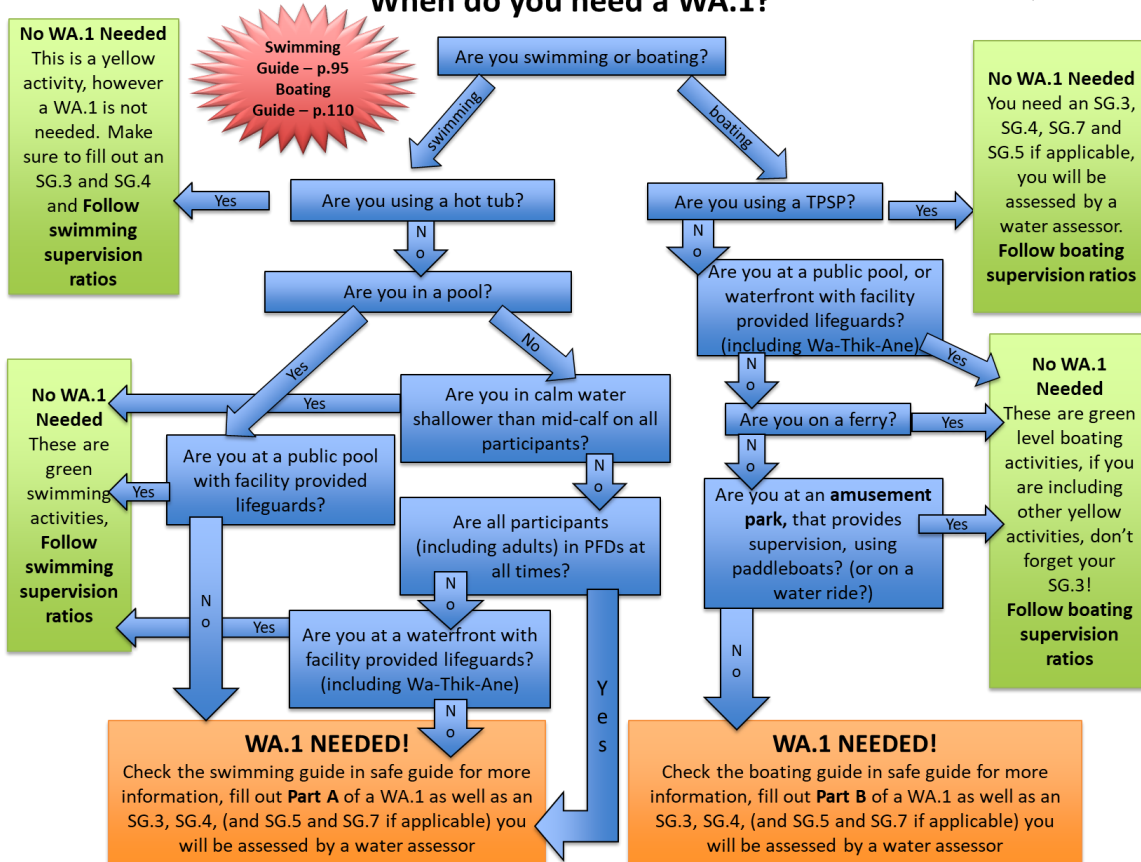 When do you need a WA.1?
No WA.1 Needed
This is a yellow
activity, however
a WA.1 is not
needed. Make
sure to fill out an
SG.3 and SG.4
and Follow
swimming
supervision
ratios
Swimming
Guide – p.95
Boating
Guide – p.110
Are you swimming or boating?
swimming
boating
No WA.1 Needed
You need an SG.3,
SG.4, SG.7 and
SG.5 if applicable,
you will be
assessed by a
water assessor.
Follow boating
supervision ratios
Yes
Are you using a hot tub?
No
Are you using a TPSP?
Yes
No
Are you in a pool?
Yes
No
Are you at a public pool, or
waterfront with facility
provided lifeguards?
(including Wa-Thik-Ane)
Yes
No
No WA.1
Needed
These are
green
swimming
activities,
Follow
swimming
supervision
ratios
Yes
Are you in calm water
shallower than mid-calf on all
participants?
No
Are you on a ferry?
Yes
No
No WA.1
Needed
These are green
level boating
activities, if you
are including
other yellow
activities, don't
forget your
SG.3!
Follow boating
supervision
ratios
Yes
Are you at a public pool
with facility provided
lifeguards?
No
Are all participants
(including adults) in PFDs at
all times?
No
Yes
Are you at an amusement
park, that provides
supervision, using
paddleboats? (or on a
water ride?)
Yes
No
Yes
Are you at a waterfront with
facility provided lifeguards?
(including Wa-Thik-Ane)
No
WA.1 NEEDED!
Check the swimming guide in safe guide for more
information, fill out Part A of a WA.1 as well as an
SG.3, SG.4, (and SG.5 and SG.7 if applicable) you
will be assessed by a water assessor
WA.1 NEEDED!
Check the boating guide in safe guide for more
information, fill out Part B of a WA.1 as well as an
SG.3, SG.4, (and SG.5 and SG.7 if applicable) you
will be assessed by a water assessor